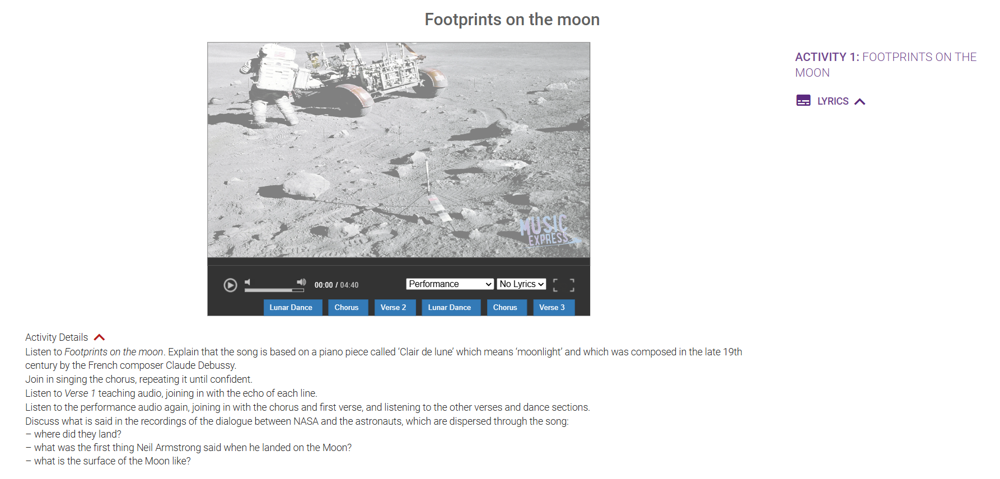 Footprints on the moon
ACTIVITY 1: FOOTPRINTS ON THE
MOON
LYRICS
MUSIC
EXPRESS
00:00 / 04:40
Performance
No Lyrics
Lunar Dance
Chorus
Verse 2
Lunar Dance
Chorus
Verse 3
Activity Details
Listen to Footprints on the moon. Explain that the song is based on a piano piece called ‘Clair de lune’ which means ‘moonlight’ and which was composed in the late 19th
century by the French composer Claude Debussy.
Join in singing the chorus, repeating it until confident.
Listen to Verse 1 teaching audio, joining in with the echo of each line.
Listen to the performance audio again, joining in with the chorus and first verse, and listening to the other verses and dance sections.
Discuss what is said in the recordings of the dialogue between NASA and the astronauts, which are dispersed through the song:
– where did they land?
– what was the first thing Neil Armstrong said when he landed on the Moon?
– what is the surface of the Moon like?